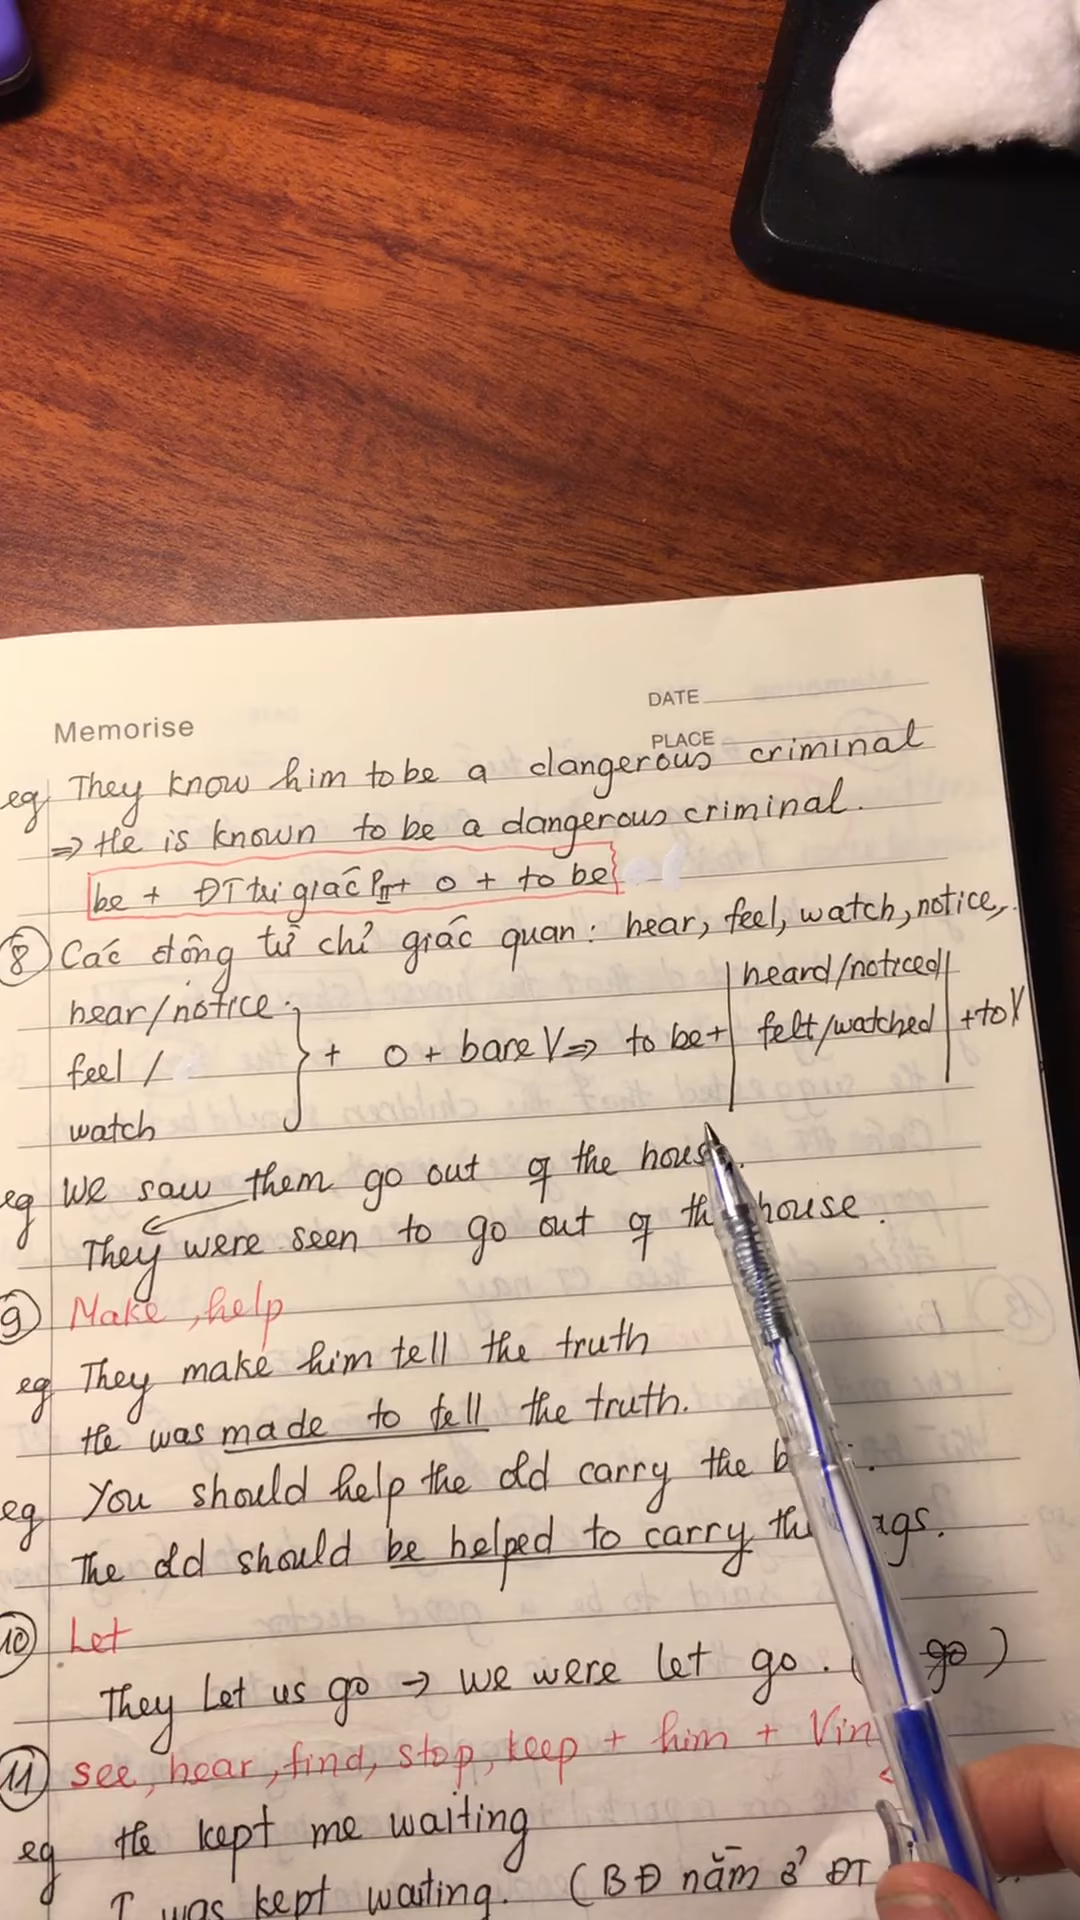 Memorise
DATE
PLACE
eg They know him to be a dangerous criminal
⇒ He is known to be a dangerous criminal.
be + ĐT tri giác PII + O + to be
⑧ Các động từ chỉ giác quan: hear, feel, watch, notice,..
hear/notice heard/noticed
feel / } + O + bare V ⇒ to be + felt/watched + to V
watch
eg We saw them go out of the hous
They were seen to go out of th house.
⑨ Make, help
eg They make him tell the truth
He was made to tell the truth.
eg You should help the old carry the b
The old should be helped to carry the gs.
⑩ Let
They let us go → we were let go. ( go )
⑪ see, hear, find, stop, keep + him + Vin
eg He kept me waiting
I was kept waiting. (BĐ nằm ở ĐT